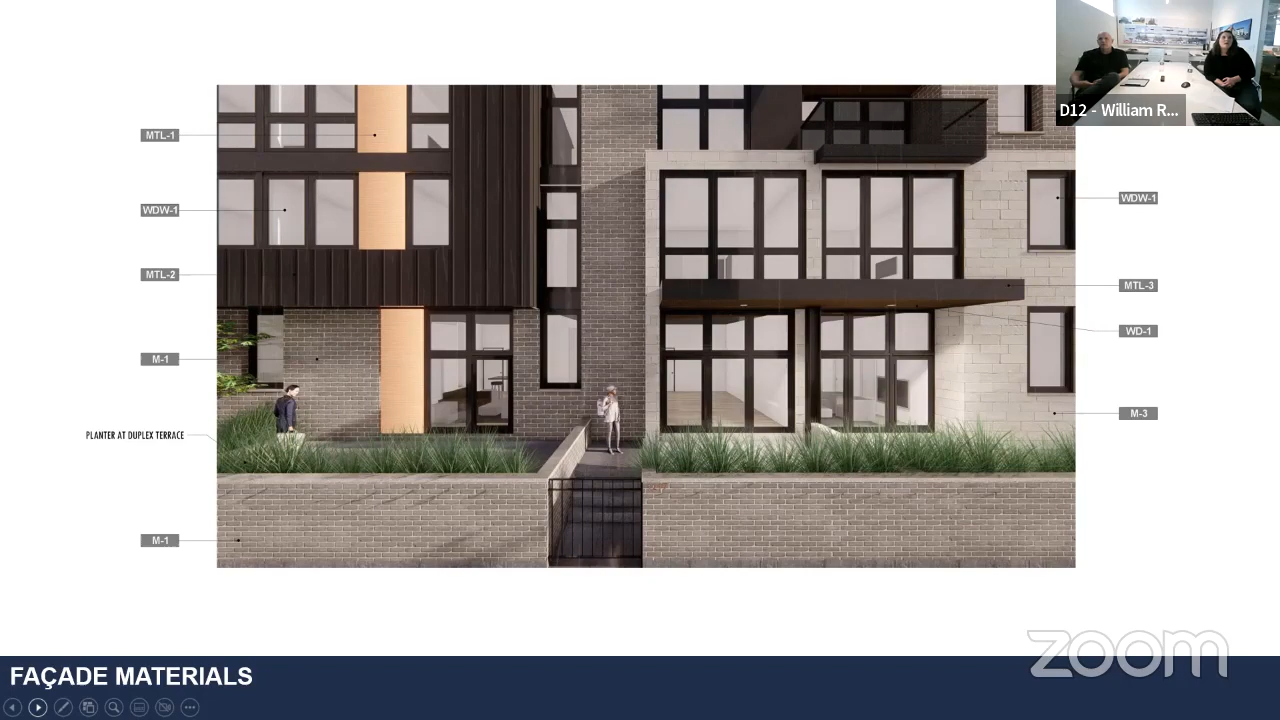 D12 - William R...
MTL-1
WDW-1
MTL-2
M-1
PLANTER AT DUPLEX TERRACE
M-1
WDW-1
MTL-3
WD-1
M-3
zoom
FAÇADE MATERIALS